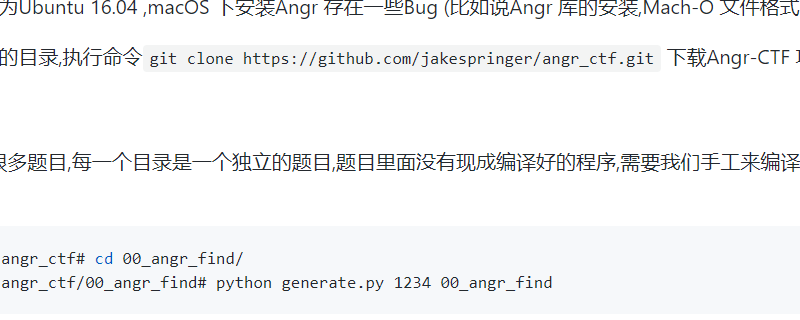 为Ubuntu 16.04 ,macOS 下安装Angr 存在一些Bug (比如说Angr 库的安装,Mach-O 文件格式
的目录,执行命令 git clone https://github.com/jakespringer/angr_ctf.git 下载Angr-CTF
很多题目,每一个目录是一个独立的题目,题目里面没有现成编译好的程序,需要我们手工来编译
angr_ctf# cd 00_angr_find/
angr_ctf/00_angr_find# python generate.py 1234 00_angr_find